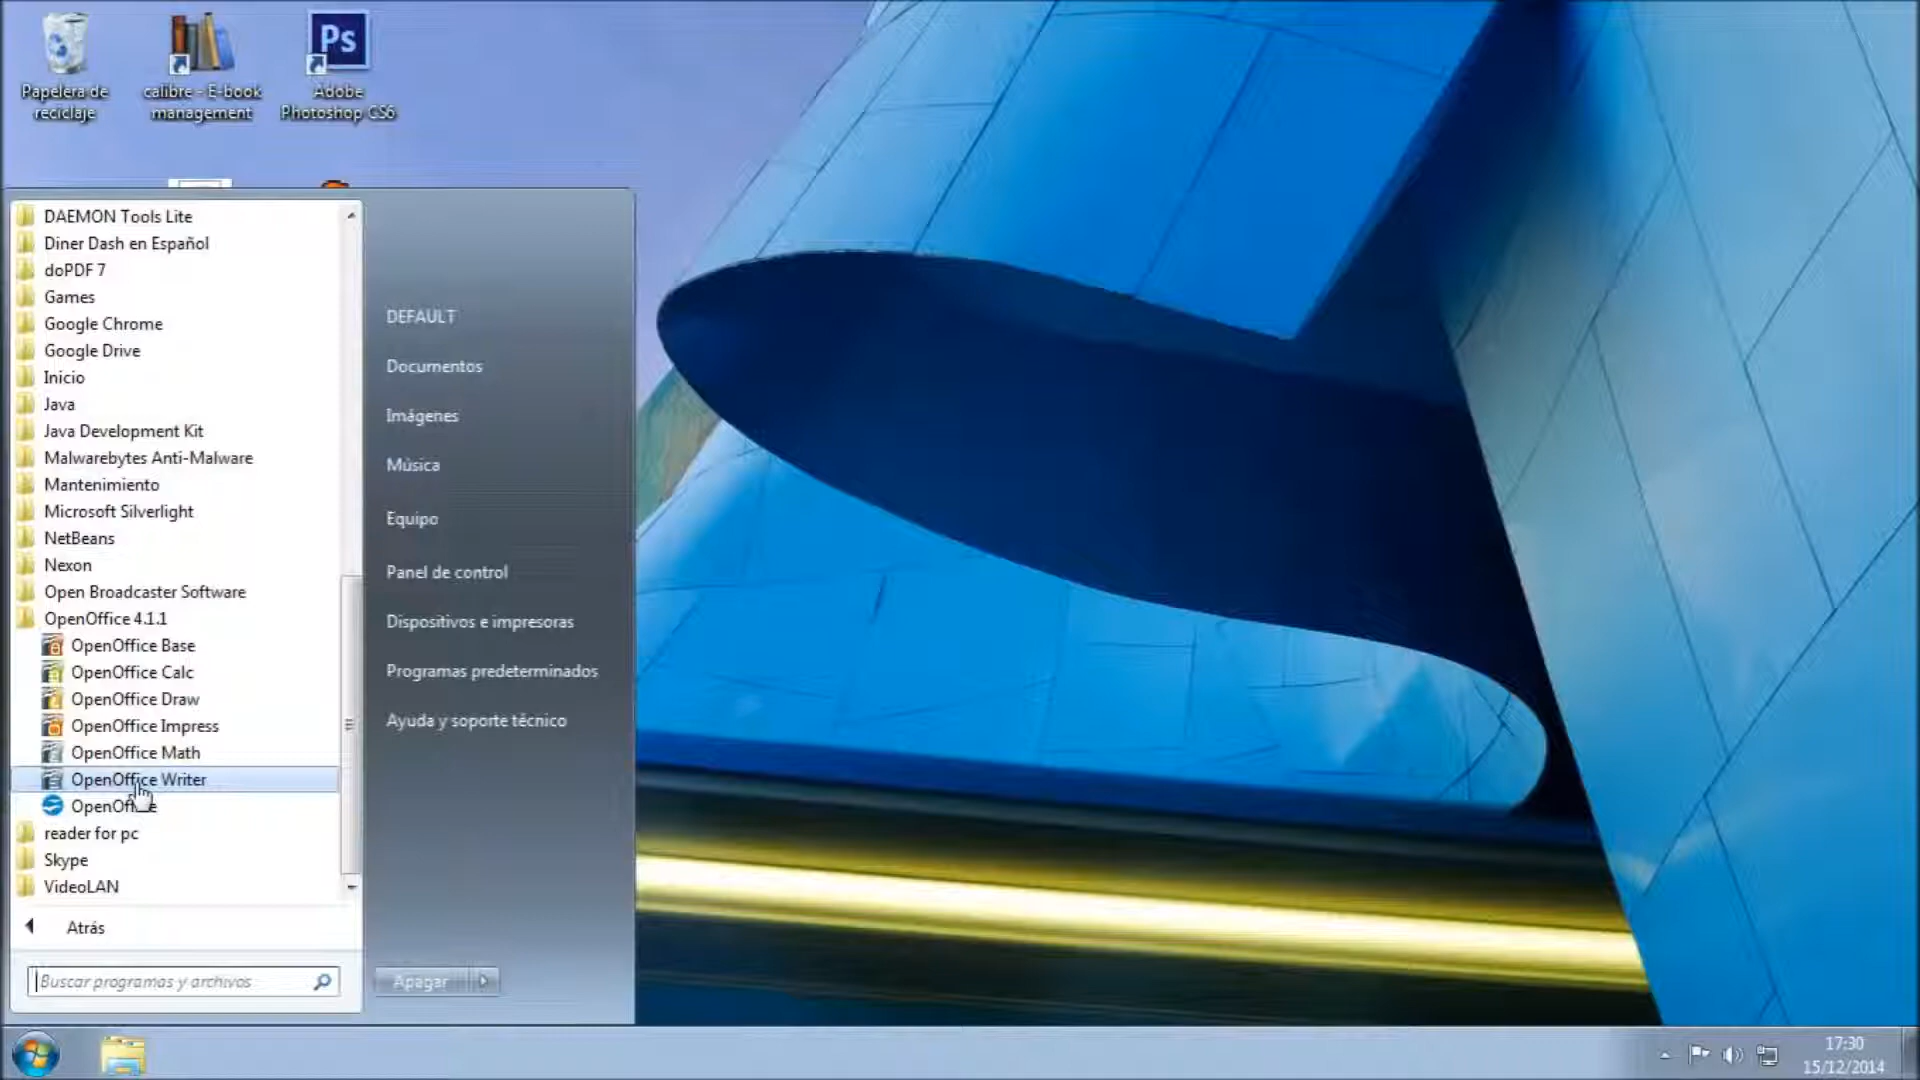 Papelera de
reciclaje
calibre - E-book
management
Ps
Adobe
Photoshop CS6
DAEMON Tools Lite
Diner Dash en Español
doPDF 7
Games
Google Chrome
Google Drive
Inicio
Java
Java Development Kit
Malwarebytes Anti-Malware
Mantenimiento
Microsoft Silverlight
NetBeans
Nexon
Open Broadcaster Software
OpenOffice 4.1.1
OpenOffice Base
OpenOffice Calc
OpenOffice Draw
OpenOffice Impress
OpenOffice Math
OpenOffice Writer
OpenOffice
reader for pc
Skype
VideoLAN
Atrás
Buscar programas y archivos
DEFAULT
Documentos
Imágenes
Música
Equipo
Panel de control
Dispositivos e impresoras
Programas predeterminados
Ayuda y soporte técnico
Apagar
17:30
15/12/2014